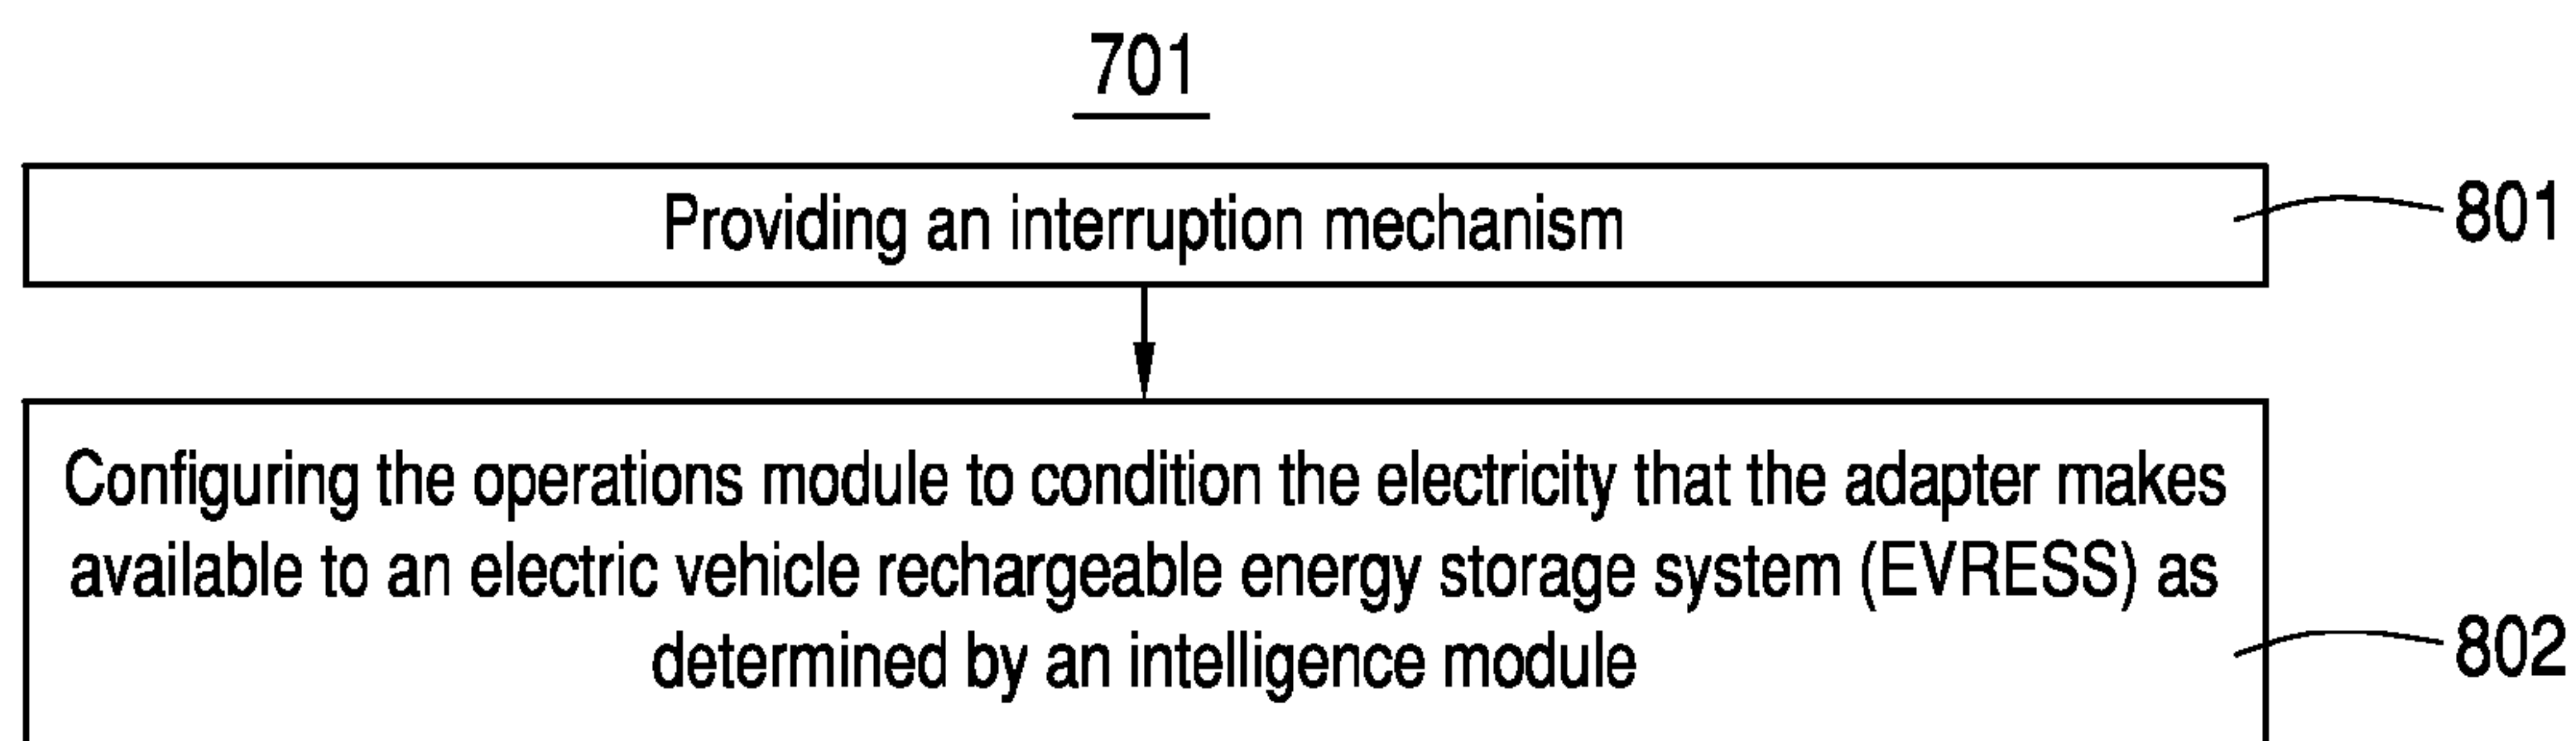 701
Providing an interruption mechanism
801
Configuring the operations module to condition the electricity that the adapter makes
available to an electric vehicle rechargeable energy storage system (EVRESS) as
determined by an intelligence module
802